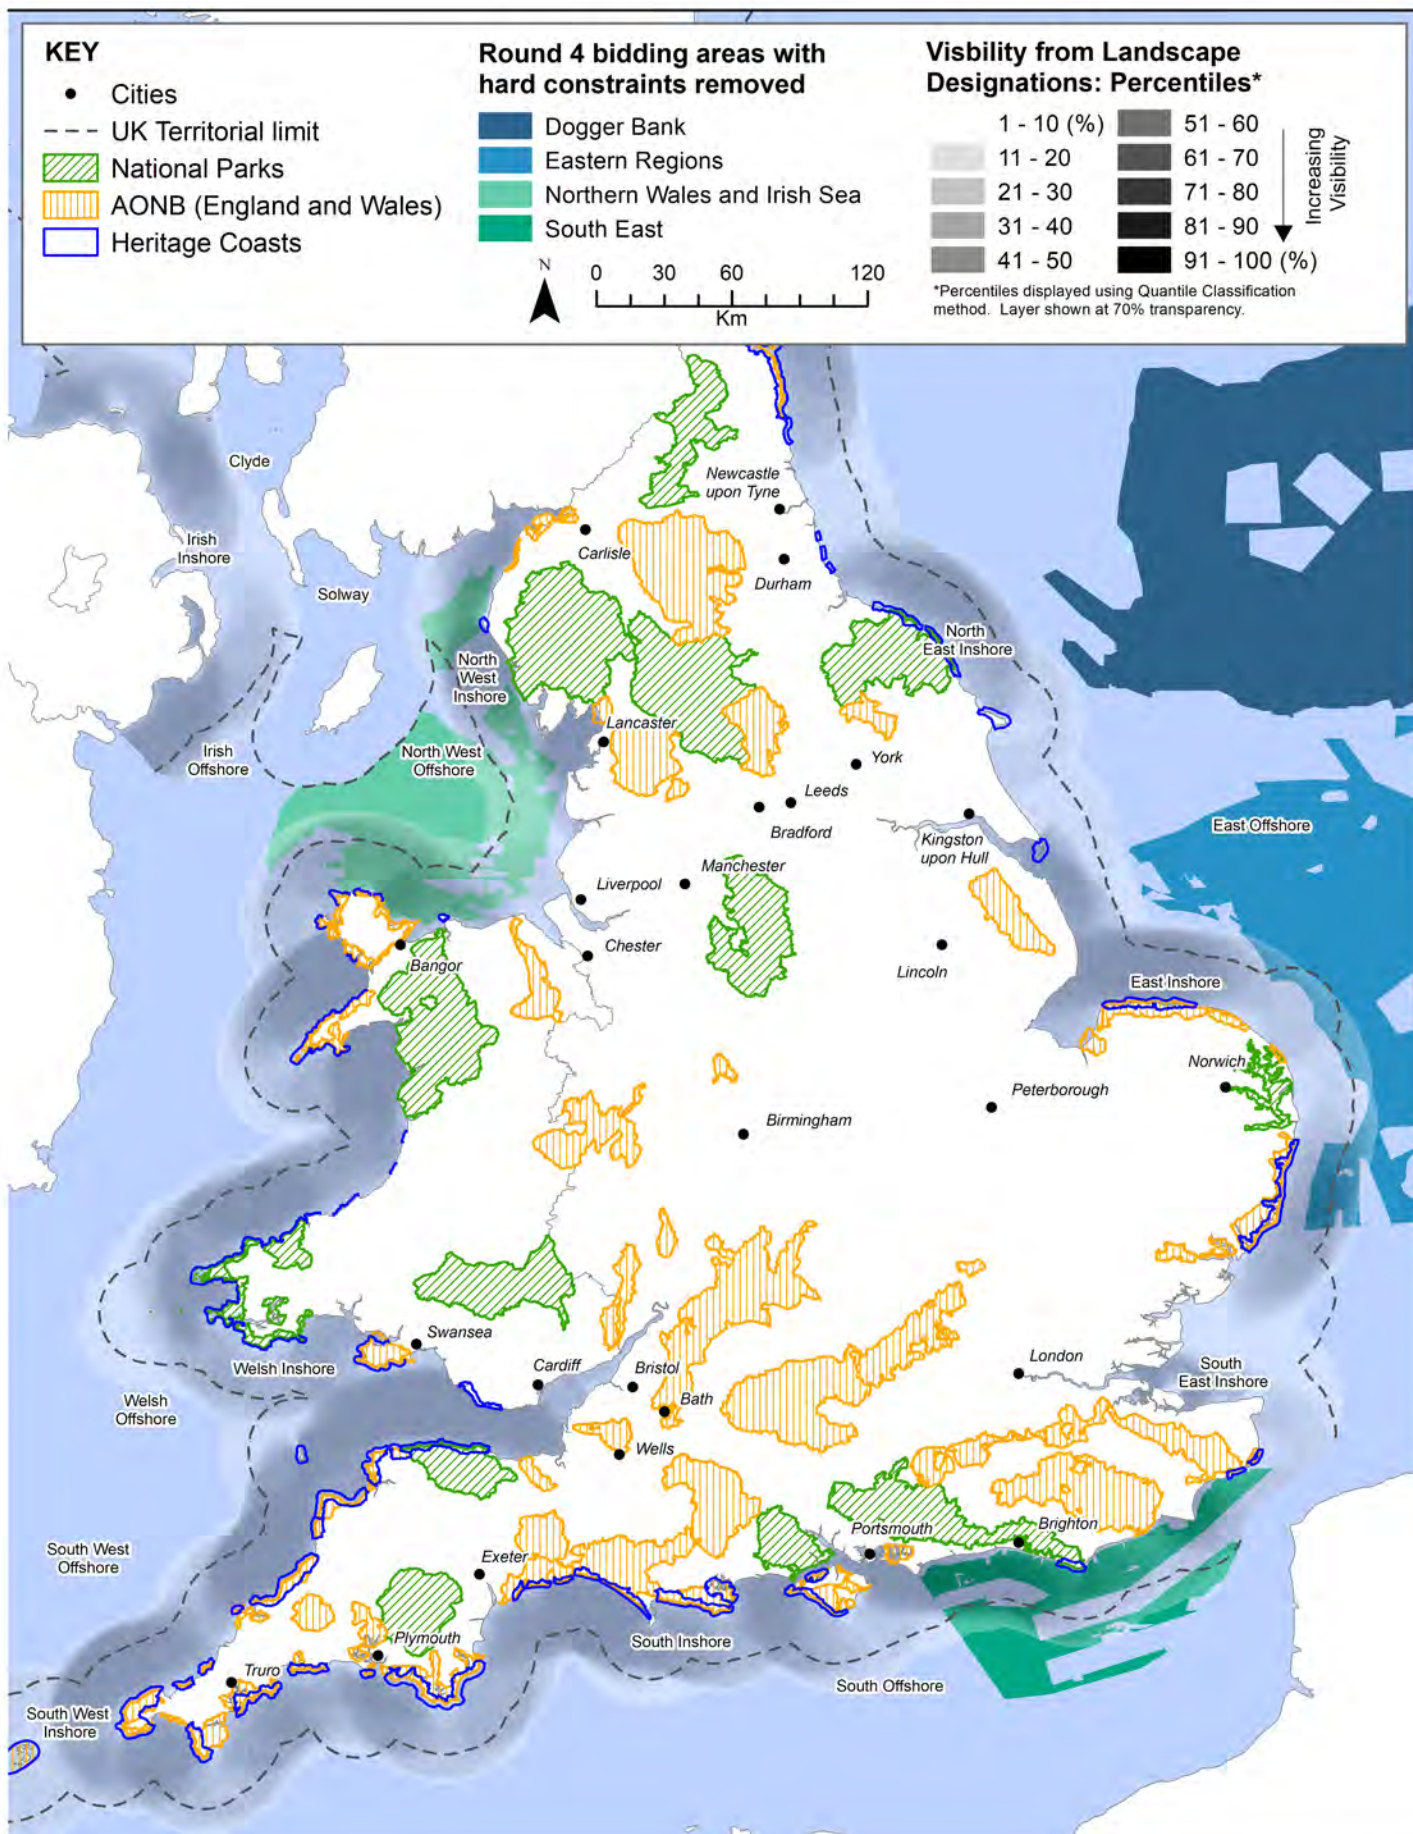 KEY
Cities
UK Territorial limit
National Parks
AONB (England and Wales)
Heritage Coasts
Round 4 bidding areas with
hard constraints removed
Dogger Bank
Eastern Regions
Northern Wales and Irish Sea
South East
N
0 30 60 120
Km
Visbility from Landscape
Designations: Percentiles*
1 - 10 (%)
11 - 20
21 - 30
31 - 40
41 - 50
51 - 60
61 - 70
71 - 80
81 - 90
91 - 100 (%)
Increasing
Visibility
*Percentiles displayed using Quantile Classification
method. Layer shown at 70% transparency.
Clyde
Newcastle
upon Tyne
Irish
Inshore
Carlisle
Durham
Solway
North
East Inshore
North
West
Inshore
Lancaster
Irish
Offshore
North West
Offshore
York
Leeds
Bradford
East Offshore
Kingston
upon Hull
Manchester
Liverpool
Chester
Bangor
Lincoln
East Inshore
Norwich
Peterborough
Birmingham
Swansea
Welsh Inshore
Cardiff
Bristol
London
South
East Inshore
Welsh
Offshore
Bath
Wells
South West
Offshore
Exeter
Portsmouth
Brighton
Plymouth
South Inshore
Truro
South Offshore
South West
Inshore